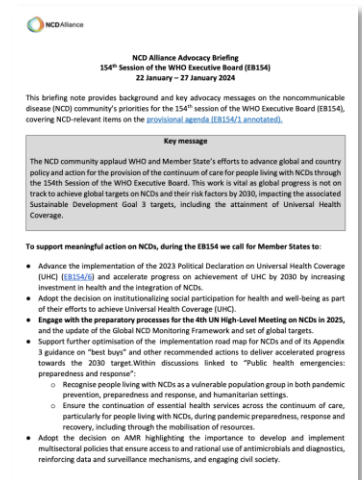 NCDAlliance
NCD Alliance Advocacy Briefing
154th Session of the WHO Executive Board (EB154)
22 January – 27 January 2024
This briefing note provides background and key advocacy messages on the noncommunicable
disease (NCD) community's priorities for the 154th session of the WHO Executive Board (EB154),
covering NCD-relevant items on the provisional agenda (EB154/1 annotated).
Key message
The NCD community applaud WHO and Member State's efforts to advance global and country
policy and action for the provision of the continuum of care for people living with NCDs through
the 154th Session of the WHO Executive Board. This work is vital as global progress is not on
track to achieve global targets on NCDs and their risk factors by 2030, impacting the associated
Sustainable Development Goal 3 targets, including the attainment of Universal Health
Coverage.
To support meaningful action on NCDs, during the EB154 we call for Member States to:
● Advance the implementation of the 2023 Political Declaration on Universal Health Coverage
(UHC) (EB154/6) and accelerate progress on achievement of UHC by 2030 by increasing
investment in health and the integration of NCDs.
● Adopt the decision on institutionalizing social participation for health and well-being as part
of their efforts to achieve Universal Health Coverage (UHC).
● Engage with the preparatory processes for the 4th UN High-Level Meeting on NCDs in 2025,
and the update of the Global NCD Monitoring Framework and set of global targets.
● Support further optimisation of the implementation road map for NCDs and of its Appendix
3 guidance on "best buys" and other recommended actions to deliver accelerated progress
towards the 2030 target.Within discussions linked to "Public health emergencies:
preparedness and response":
○ Recognise people living with NCDs as a vulnerable population group in both pandemic
prevention, preparedness and response, and humanitarian settings.
○ Ensure the continuation of essential health services across the continuum of care,
particularly for people living with NCDs, during pandemic preparedness, response and
recovery, including through the mobilisation of resources.
● Adopt the decision on AMR highlighting the importance to develop and implement
multisectoral policies that ensure access to and rational use of antimicrobials and diagnostics,
reinforcing data and surveillance mechanisms, and engaging civil society.